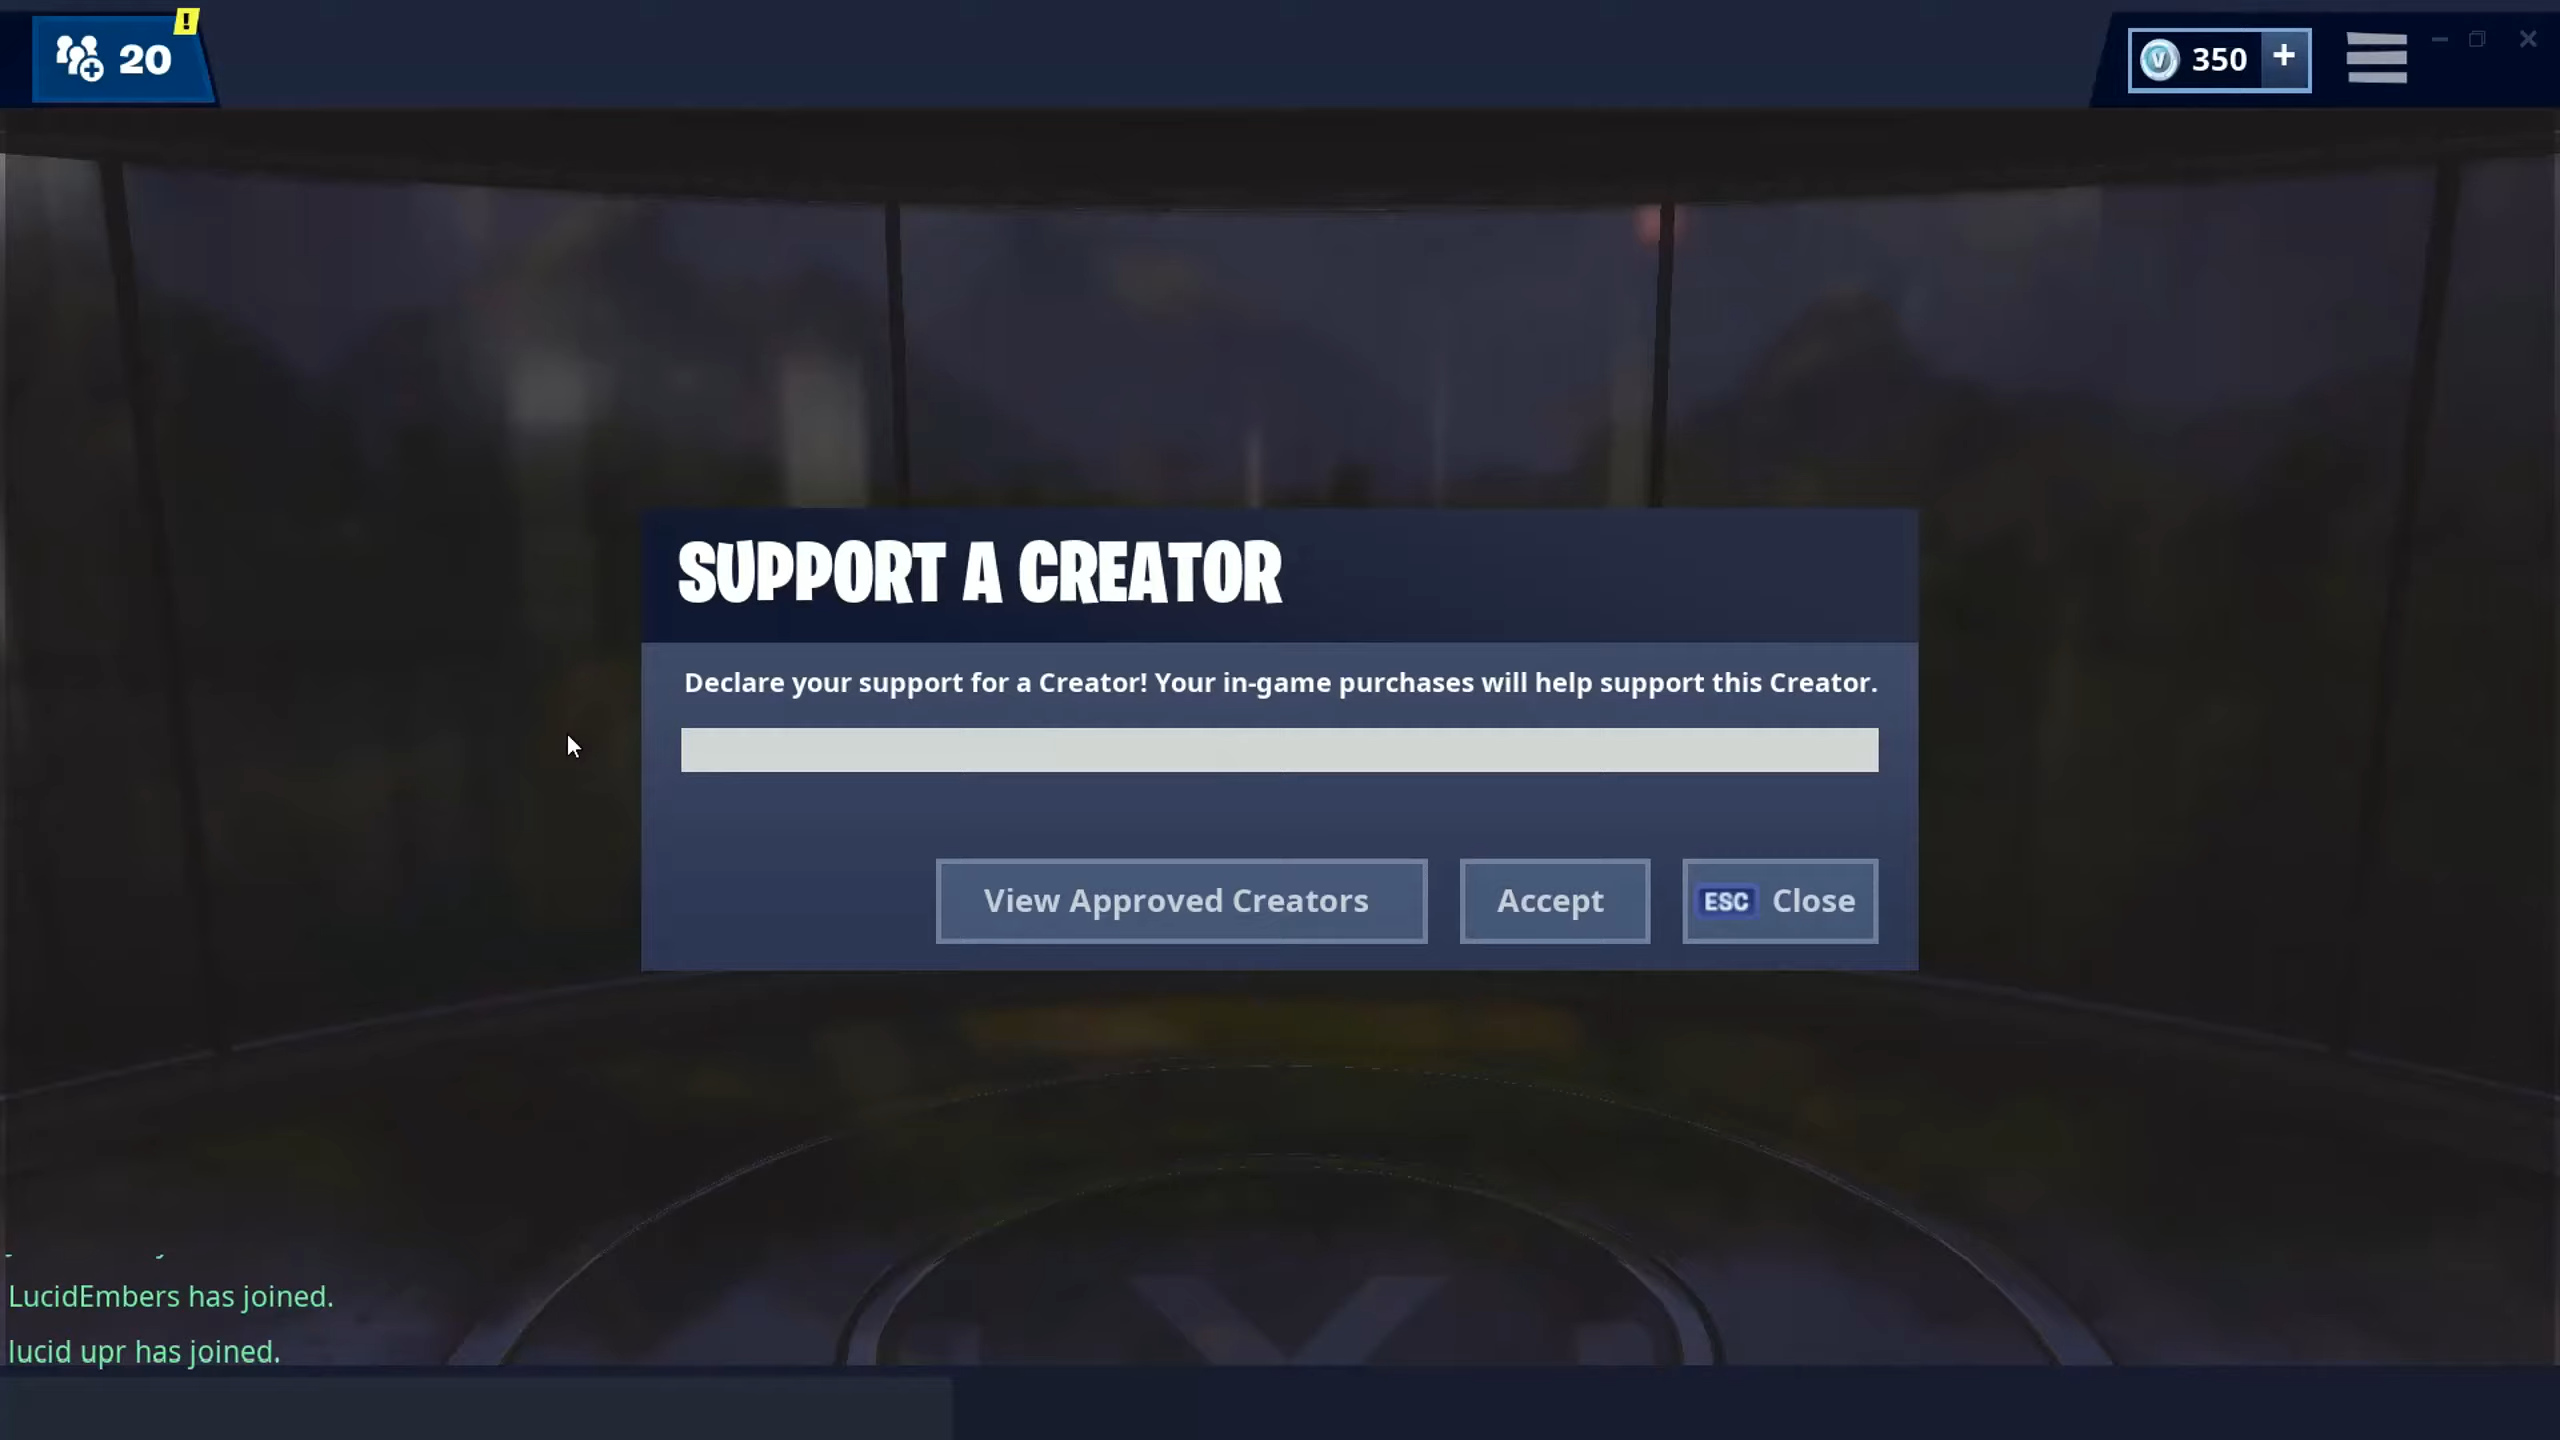 ! 
20
350 +
SUPPORT A CREATOR
Declare your support for a Creator! Your in-game purchases will help support this Creator.
View Approved Creators
Accept
ESC Close
LucidEmbers has joined.
lucid upr has joined.